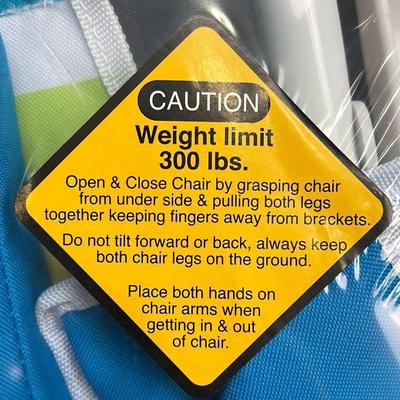 CAUTION
Weight limit
300 lbs.
Open & Close Chair by grasping chair
from under side & pulling both legs
together keeping fingers away from brackets.
Do not tilt forward or back, always keep
both chair legs on the ground.
Place both hands on
chair arms when
getting in & out
of chair.